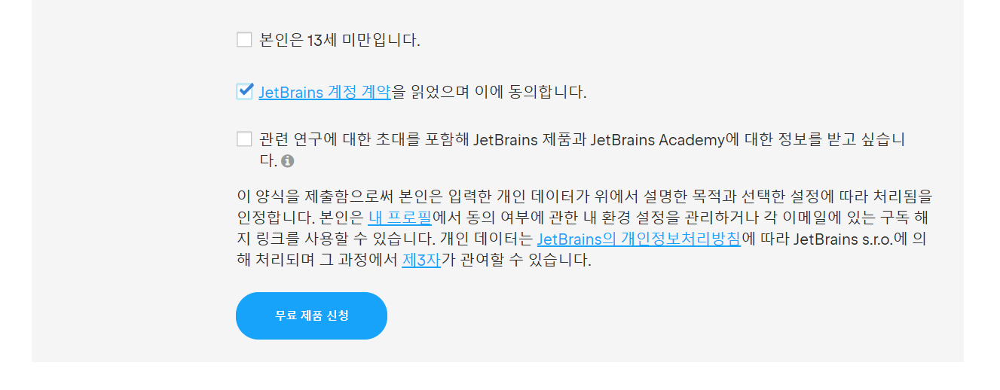 본인은 13세 미만입니다.
JetBrains 계정 계약을 읽었으며 이에 동의합니다.
관련 연구에 대한 초대를 포함해 JetBrains 제품과 JetBrains Academy에 대한 정보를 받고 싶습니
다.
이 양식을 제출함으로써 본인은 입력한 개인 데이터가 위에서 설명한 목적과 선택한 설정에 따라 처리됨을
인정합니다. 본인은 내 프로필에서 동의 여부에 관한 내 환경 설정을 관리하거나 각 이메일에 있는 구독 해
지 링크를 사용할 수 있습니다. 개인 데이터는 JetBrains의 개인정보처리방침에 따라 JetBrains s.r.o.에 의
해 처리되며 그 과정에서 제3자가 관여할 수 있습니다.
무료 제품 신청